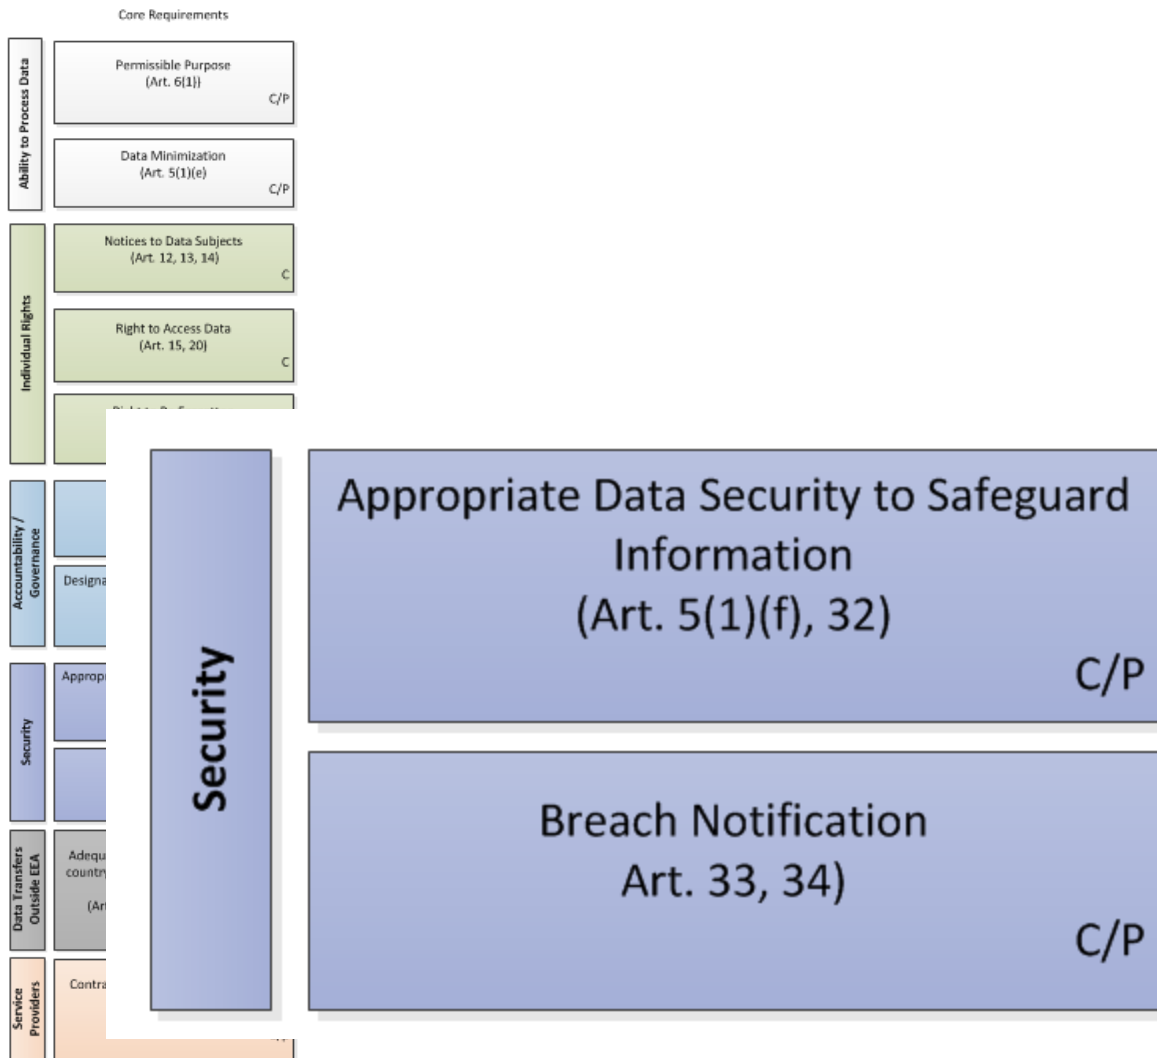 Core Requirements
Ability to Process Data
Permissible Purpose
(Art. 6(1))
C/P
Data Minimization
(Art. 5(1)(e)
C/P
Individual Rights
Notices to Data Subjects
(Art. 12, 13, 14)
C
Right to Access Data
(Art. 15, 20)
C
Accountability /
Governance
Designa
Security
Appropr
Data Transfers
Outside EEA
Adequ
country
(Art
Service
Providers
Contra
Security
Appropriate Data Security to Safeguard
Information
(Art. 5(1)(f), 32)
C/P
Breach Notification
Art. 33, 34)
C/P